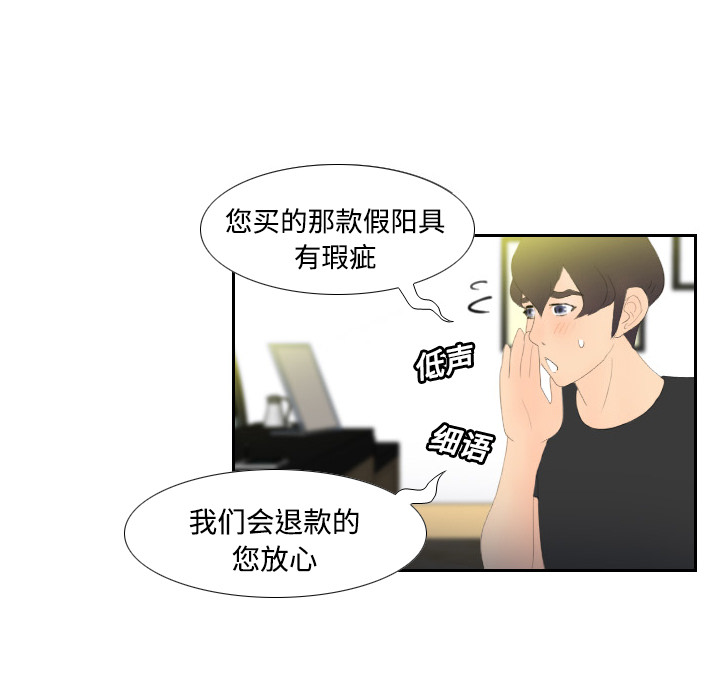 您买的那款假阳具
有瑕疵
低声
细语
我们会退款的
您放心